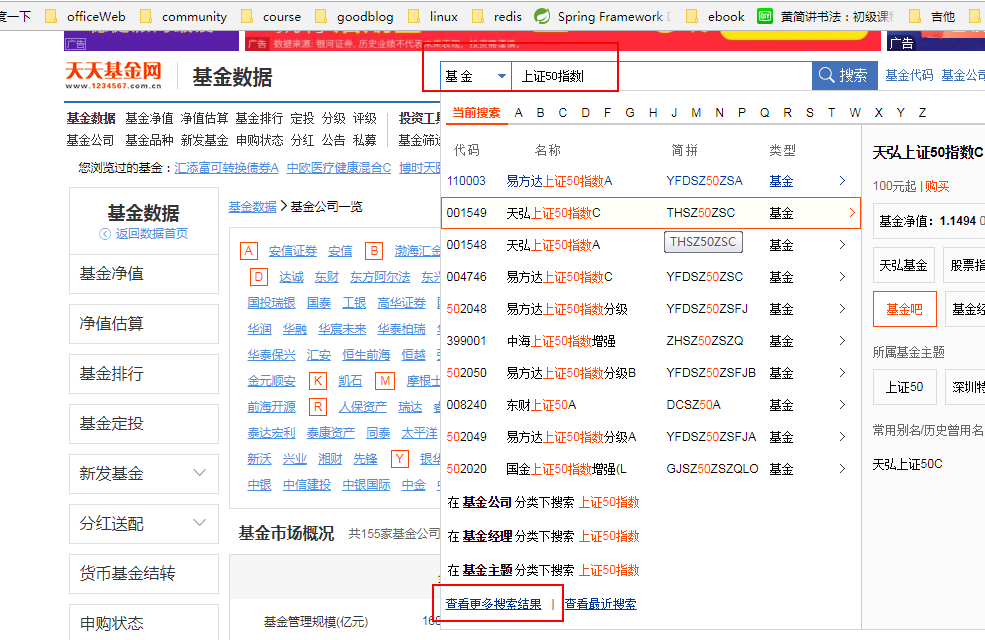 度一下 officeWeb community course goodblog linux redis Spring Framework ebook 黄简讲书法：初级课 吉他
广告 广告 数据来源：银河证券，历史业绩不代表未来表现，投资需谨慎。 广告
天天基金网 基金数据 基金 上证50指数 搜索 基金代码 基金公司
www.1234567.com.cn
当前搜索 A B C D F G H J M N P Q R S T W X Y Z
基金数据 基金净值 净值估算 基金排行 定投 分级 评级 投资工具
基金公司 基金品种 新发基金 申购状态 分红 公告 私募 基金筛选
您浏览过的基金：汇添富可转换债券A 中欧医疗健康混合C 博时天
代码 名称 简拼 类型
110003 易方达上证50指数A YFDSZ50ZSA 基金
001549 天弘上证50指数C THSZ50ZSC 基金
THSZ50ZSC
001548 天弘上证50指数A 基金
004746 易方达上证50指数C YFDSZ50ZSC 基金
502048 易方达上证50指数分级 YFDSZ50ZSFJ 基金
399001 中海上证50指数增强 ZHSZ50ZSZQ 基金
502050 易方达上证50指数分级B YFDSZ50ZSFJB 基金
008240 东财上证50A DCSZ50A 基金
502049 易方达上证50指数分级A YFDSZ50ZSFJA 基金
502020 国金上证50指数增强(L GJSZ50ZSZQLO 基金
在 基金公司 分类下搜索 上证50指数
在 基金经理 分类下搜索 上证50指数
在 基金主题 分类下搜索 上证50指数
查看更多搜索结果 | 查看最近搜索
天弘上证50指数C
100元起 | 购买
基金净值：1.1494
天弘基金 股票指
基金吧 基金经
所属基金主题
上证50 深圳特
常用别名/历史曾用名
天弘上证50C
基金数据
返回数据首页
基金净值
净值估算
基金排行
基金定投
新发基金
分红送配
货币基金结转
申购状态
基金数据 > 基金公司一览
A 安信证券 安信 B 渤海汇金
D 达诚 东财 东方阿尔法 东兴
国投瑞银 国泰 工银 高华证券
华润 华融 华宸未来 华泰柏瑞
华泰保兴 汇安 恒生前海 恒越
金元顺安 K 凯石 M 摩根士
前海开源 R 人保资产 瑞达
泰达宏利 泰康资产 同泰 太平洋
新沃 兴业 湘财 先锋 Y 银华
中银 中信建投 中银国际 中金
基金市场概况 共155家基金公司
基金管理规模(亿元) 168